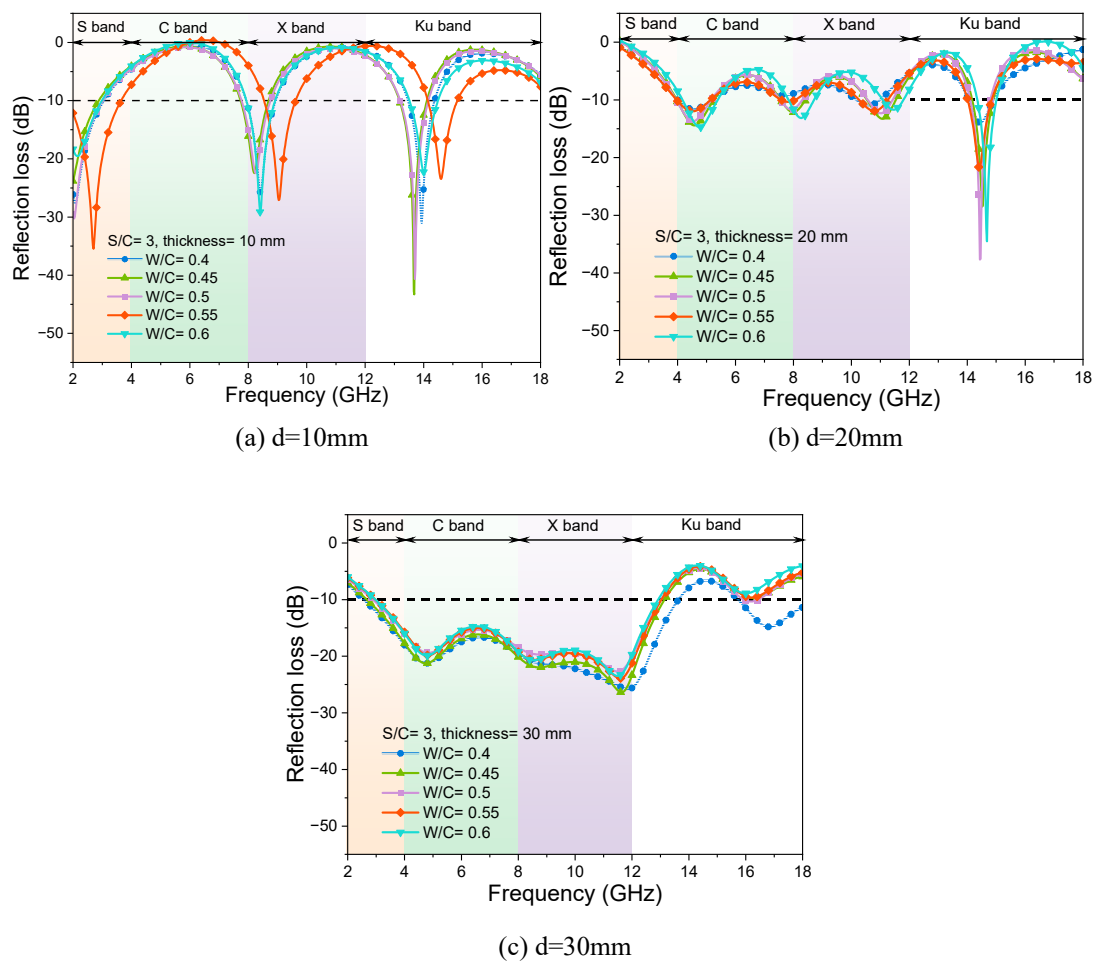 S band C band X band Ku band
0
−10
−20
−30
−40
−50
Reflection loss (dB)
S/C= 3, thickness= 10 mm
W/C= 0.4
W/C= 0.45
W/C= 0.5
W/C= 0.55
W/C= 0.6
2 4 6 8 10 12 14 16 18
Frequency (GHz)
(a) d=10mm
S band C band X band Ku band
0
−10
−20
−30
−40
−50
Reflection loss (dB)
S/C= 3, thickness= 20 mm
W/C= 0.4
W/C= 0.45
W/C= 0.5
W/C= 0.55
W/C= 0.6
2 4 6 8 10 12 14 16 18
Frequency (GHz)
(b) d=20mm
S band C band X band Ku band
0
−10
−20
−30
−40
−50
Reflection loss (dB)
S/C= 3, thickness= 30 mm
W/C= 0.4
W/C= 0.45
W/C= 0.5
W/C= 0.55
W/C= 0.6
2 4 6 8 10 12 14 16 18
Frequency (GHz)
(c) d=30mm